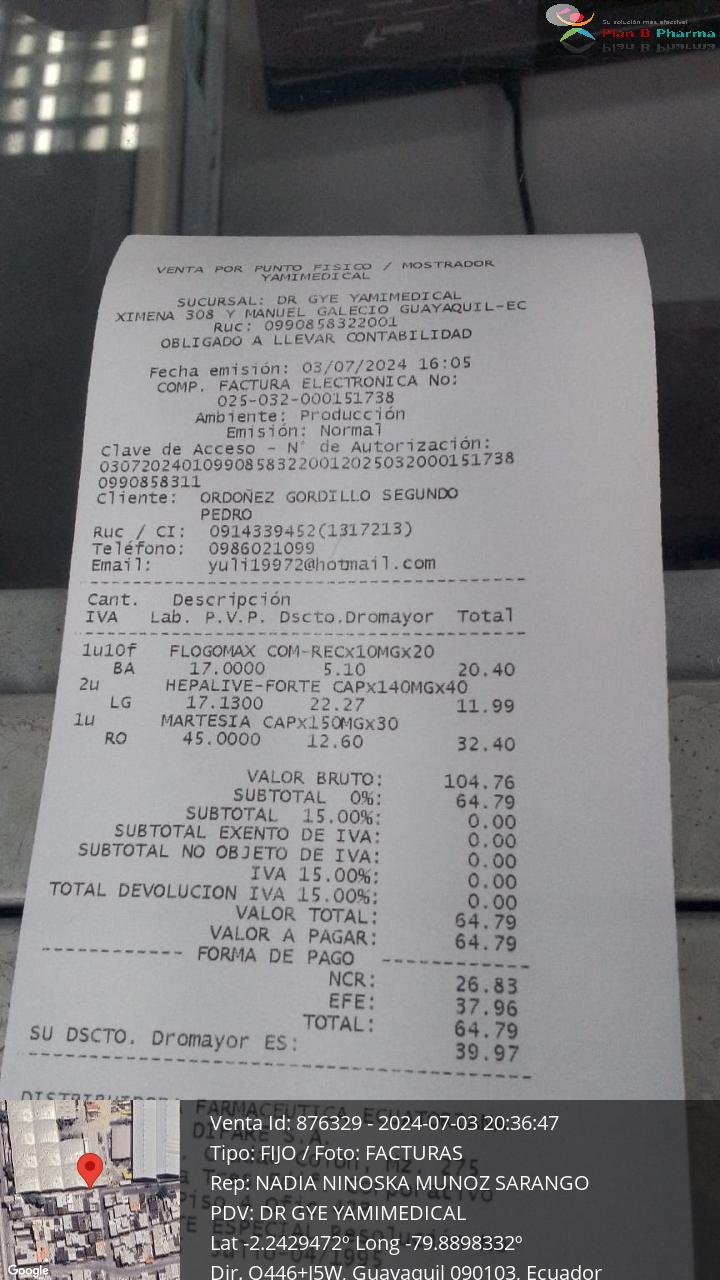 Su solución más efectiva!
Plan B Pharma
VENTA POR PUNTO FISICO / MOSTRADOR
YAMIMEDICAL
SUCURSAL: DR GYE YAMIMEDICAL
XIMENA 308 Y MANUEL GALECIO GUAYAQUIL-EC
Ruc: 0990858322001
OBLIGADO A LLEVAR CONTABILIDAD
Fecha emisión: 03/07/2024 16:05
COMP. FACTURA ELECTRONICA No:
025-032-000151738
Ambiente: Producción
Emisión: Normal
Clave de Acceso - N° de Autorización:
030720240109908583220012025032000151738
0990858311
Cliente: ORDOÑEZ GORDILLO SEGUNDO
PEDRO
Ruc / CI: 0914339452(1317213)
Teléfono: 0986021099
Email: yuli19972@hotmail.com
Cant. Descripción
IVA Lab. P.V.P. Dscto.Dromayor Total
1u10f FLOGOMAX COM-RECx10MGx20
BA 17.0000 5.10 20.40
2u HEPALIVE-FORTE CAPx140MGx40
LG 17.1300 22.27 11.99
1u MARTESIA CAPx150MGx30
RO 45.0000 12.60 32.40
VALOR BRUTO: 104.76
SUBTOTAL 0%: 64.79
SUBTOTAL 15.00%: 0.00
SUBTOTAL EXENTO DE IVA: 0.00
SUBTOTAL NO OBJETO DE IVA: 0.00
IVA 15.00%: 0.00
TOTAL DEVOLUCION IVA 15.00%: 0.00
VALOR TOTAL: 64.79
VALOR A PAGAR: 64.79
---------- FORMA DE PAGO ----------
NCR: 26.83
EFE: 37.96
TOTAL: 64.79
SU DSCTO. Dromayor ES: 39.97
FARMACEUTICA
DIFARE S.A.
Venta Id: 876329 - 2024-07-03 20:36:47
Tipo: FIJO / Foto: FACTURAS
Rep: NADIA NINOSKA MUNOZ SARANGO
PDV: DR GYE YAMIMEDICAL
Lat -2.2429472º Long -79.8898332º
Dir. Q446+J5W, Guayaquil 090103, Ecuador
Google